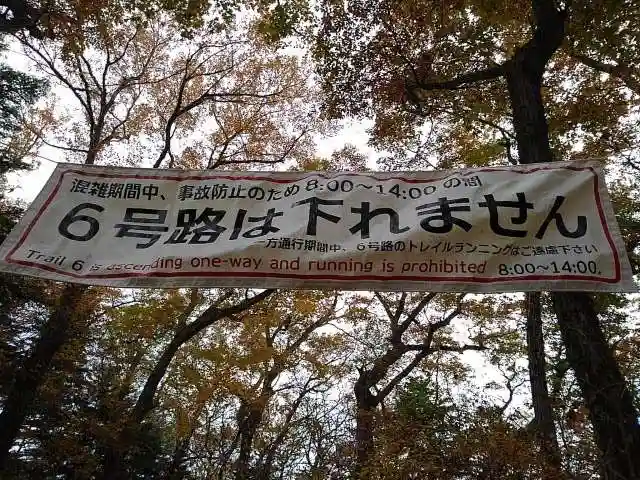 混雑期間中、事故防止のため8:00～14:00の間
6号路は下れません
一方通行期間中、6号路のトレイルランニングはご遠慮下さい
Trail 6 is ascending one-way and running is prohibited 8:00～14:00.